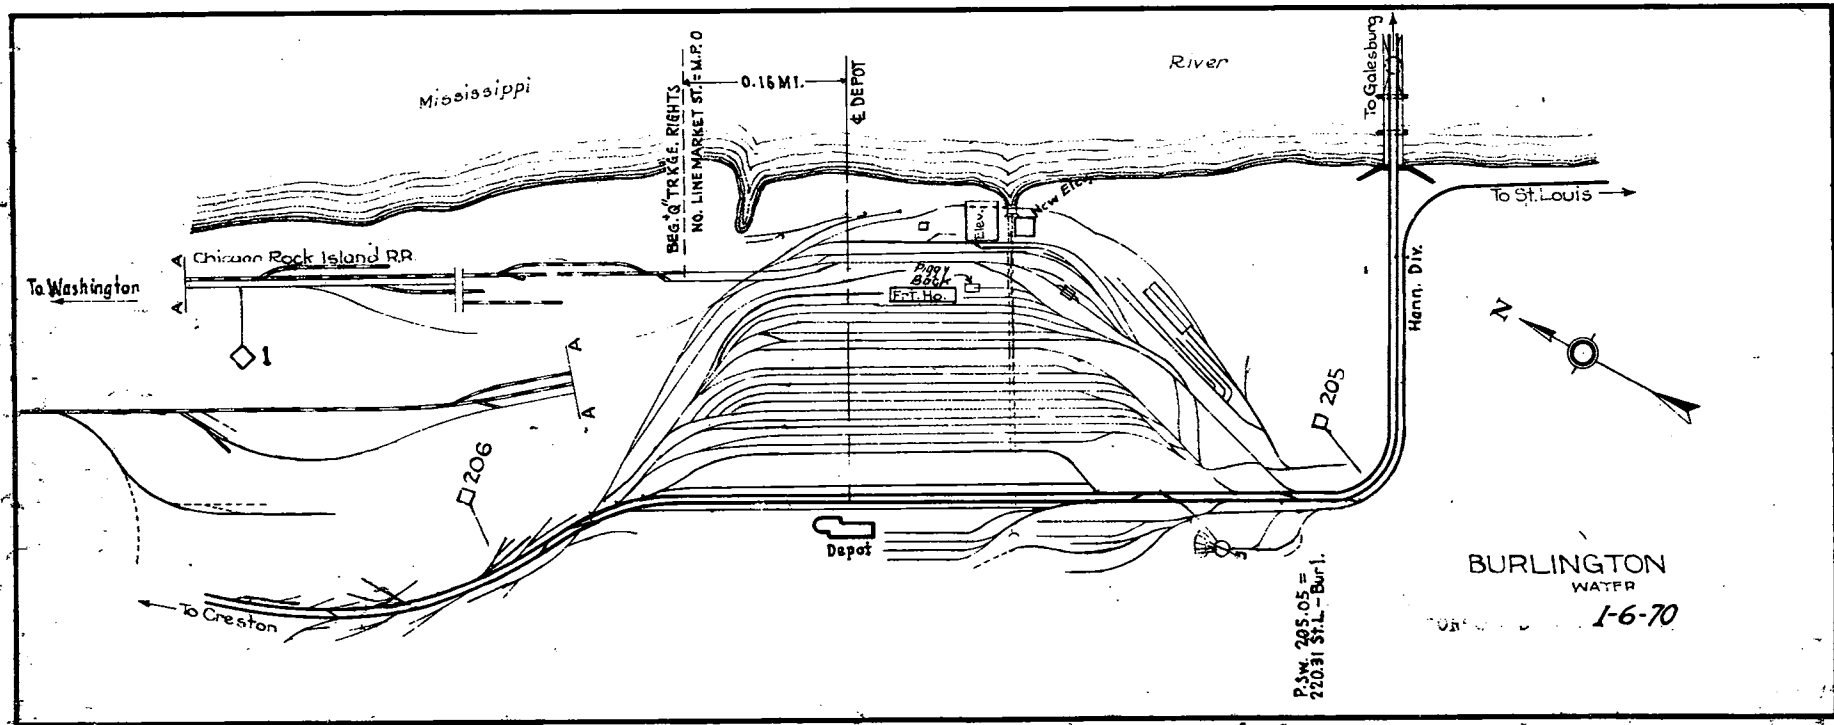 Mississippi
River
BEG. "Q" TRKGE. RIGHTS
NO. LINE MARKET ST. = M.P. 0
0.16 MI.
℄ DEPOT
To Galesburg
To St. Louis
Rock Island R.R.
To Washington
A
A
1
A
A
Elev.
New Elev.
Piggy
Back
Frt. Ho.
Hann. Div.
N
205
206
Depot
To Creston
P.Sw. 205.05 =
220.31 St.L.-Burl.
BURLINGTON
WATER
1-6-70